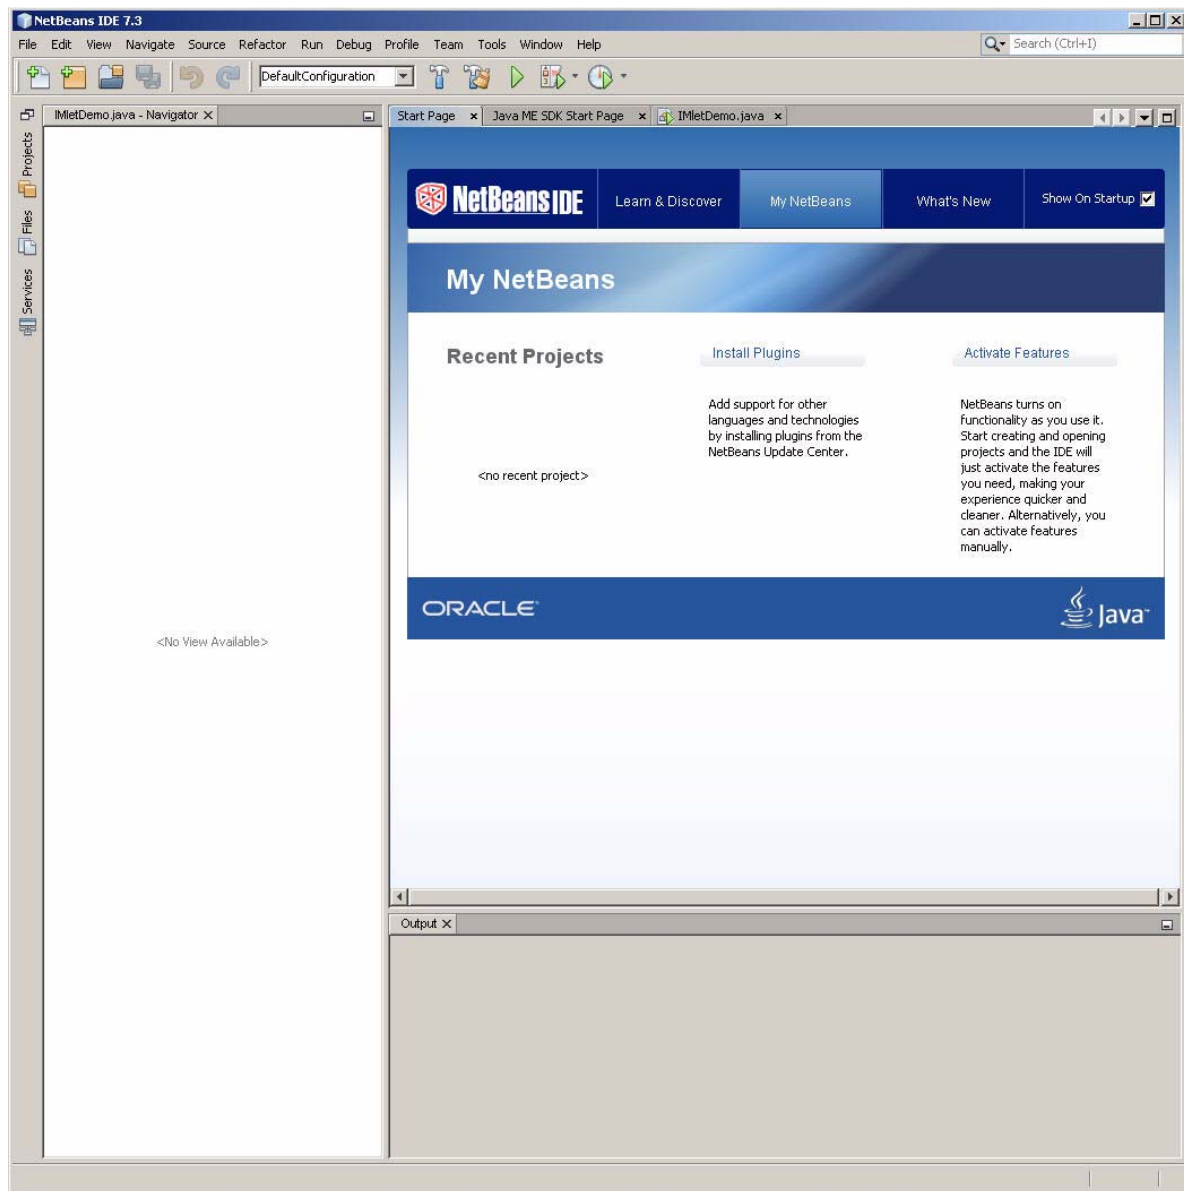 NetBeans IDE 7.3
File Edit View Navigate Source Refactor Run Debug Profile Team Tools Window Help
Search (Ctrl+I)
DefaultConfiguration
Projects
Files
Services
IMletDemo.java - Navigator
Start Page
Java ME SDK Start Page
IMletDemo.java
NetBeans IDE
Learn & Discover
My NetBeans
What's New
Show On Startup
My NetBeans
Recent Projects
<no recent project>
Install Plugins
Add support for other
languages and technologies
by installing plugins from the
NetBeans Update Center.
Activate Features
NetBeans turns on
functionality as you use it.
Start creating and opening
projects and the IDE will
just activate the features
you need, making your
experience quicker and
cleaner. Alternatively, you
can activate features
manually.
ORACLE
Java
<No View Available>
Output